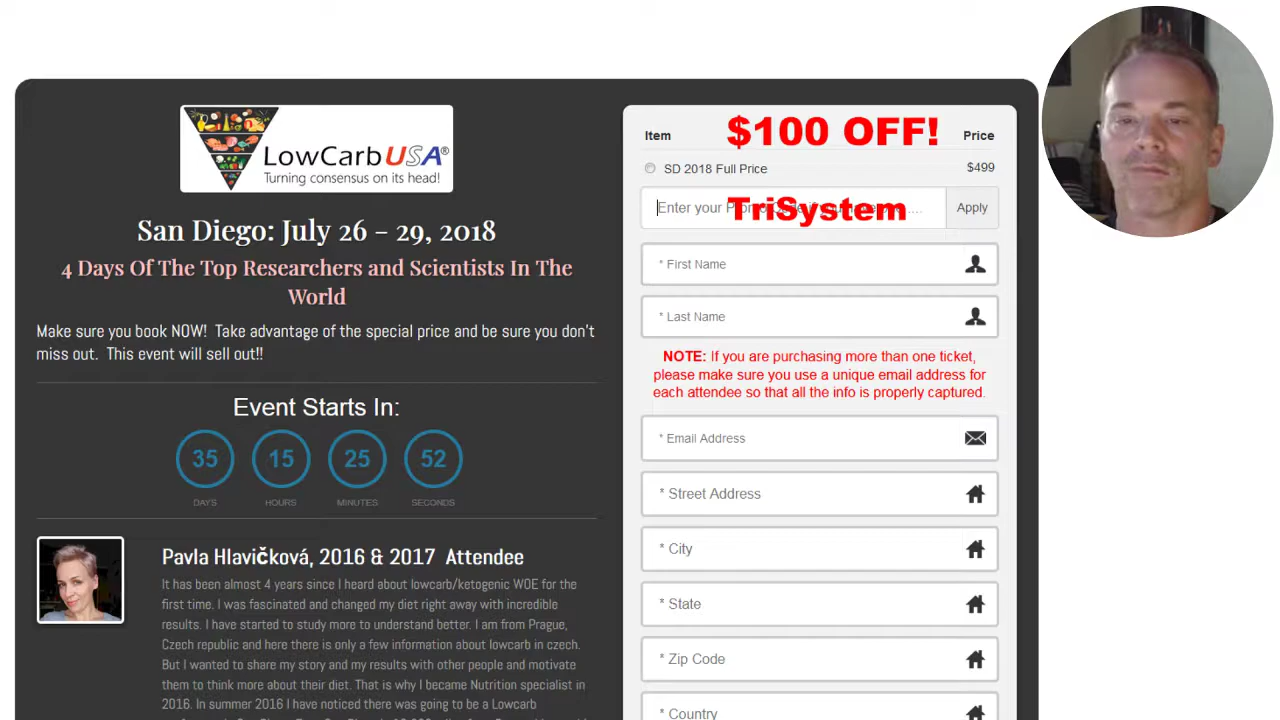 LowCarbUSA®
Turning consensus on its head!
San Diego: July 26 – 29, 2018
4 Days Of The Top Researchers and Scientists In The
World
Make sure you book NOW! Take advantage of the special price and be sure you don't
miss out. This event will sell out!!
Event Starts In:
35 15 25 52
DAYS HOURS MINUTES SECONDS
Pavla Hlavičková, 2016 & 2017 Attendee
It has been almost 4 years since I heard about lowcarb/ketogenic WOE for the
first time. I was fascinated and changed my diet right away with incredible
results. I have started to study more to understand better. I am from Prague,
Czech republic and here there is only a few information about lowcarb in czech.
But I wanted to share my story and my results with other people and motivate
them to think more about their diet. That is why I became Nutrition specialist in
2016. In summer 2016 I have noticed there was going to be a Lowcarb
Item $100 OFF! Price
SD 2018 Full Price $499
Enter your Promo Code if you have one.....
TriSystem
Apply
* First Name
* Last Name
NOTE: If you are purchasing more than one ticket,
please make sure you use a unique email address for
each attendee so that all the info is properly captured.
* Email Address
* Street Address
* City
* State
* Zip Code
* Country